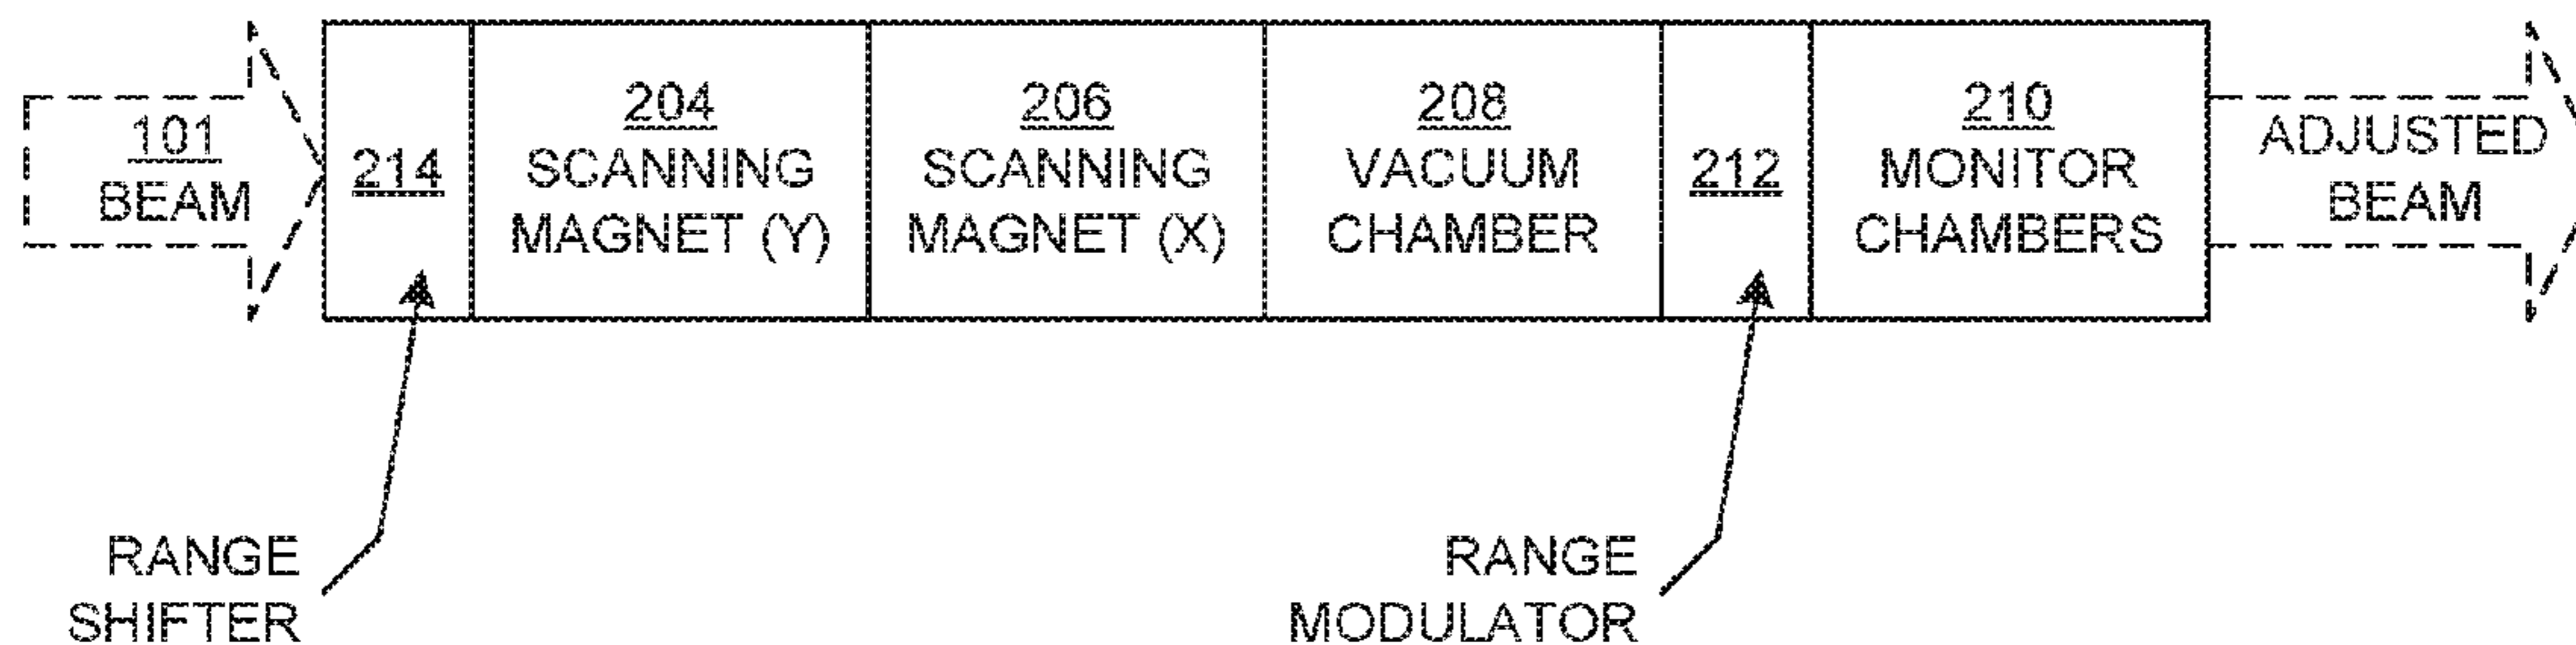 101
BEAM
214
204
SCANNING
MAGNET (Y)
206
SCANNING
MAGNET (X)
208
VACUUM
CHAMBER
212
210
MONITOR
CHAMBERS
ADJUSTED
BEAM
RANGE
SHIFTER
RANGE
MODULATOR